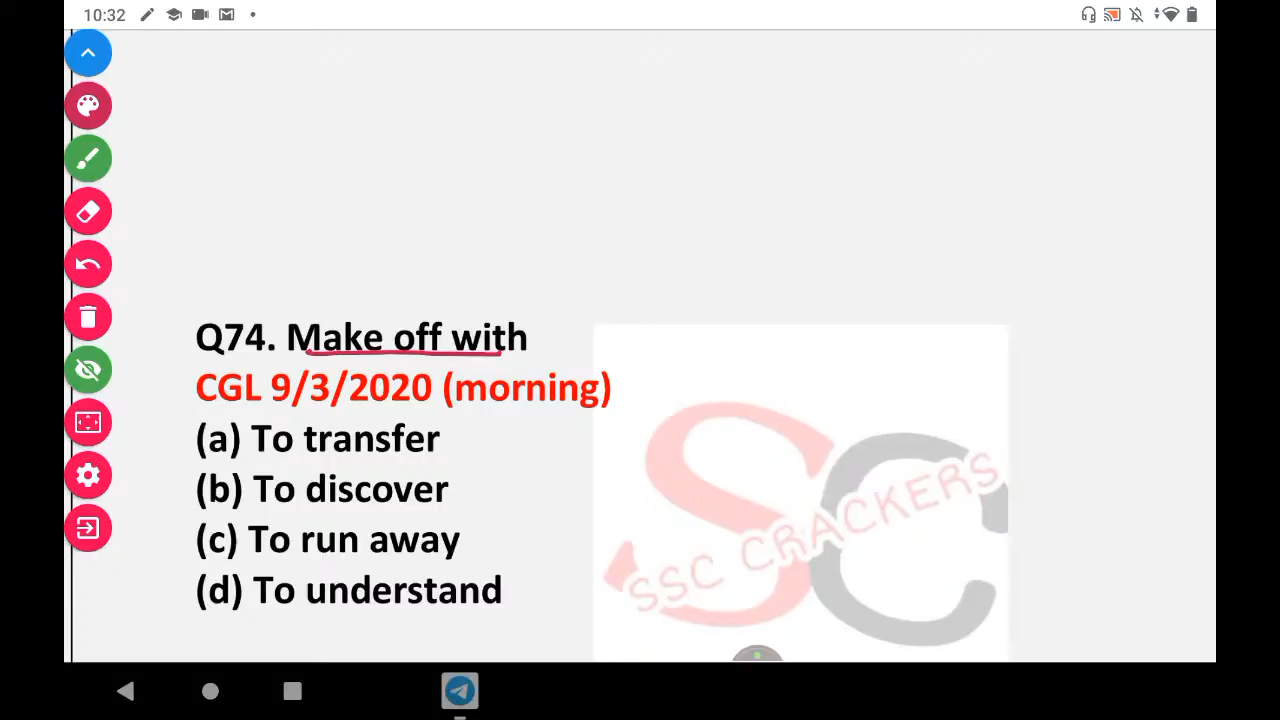 10:32
Q74. Make off with
CGL 9/3/2020 (morning)
(a) To transfer
(b) To discover
(c) To run away
(d) To understand
SSC CRACKERS